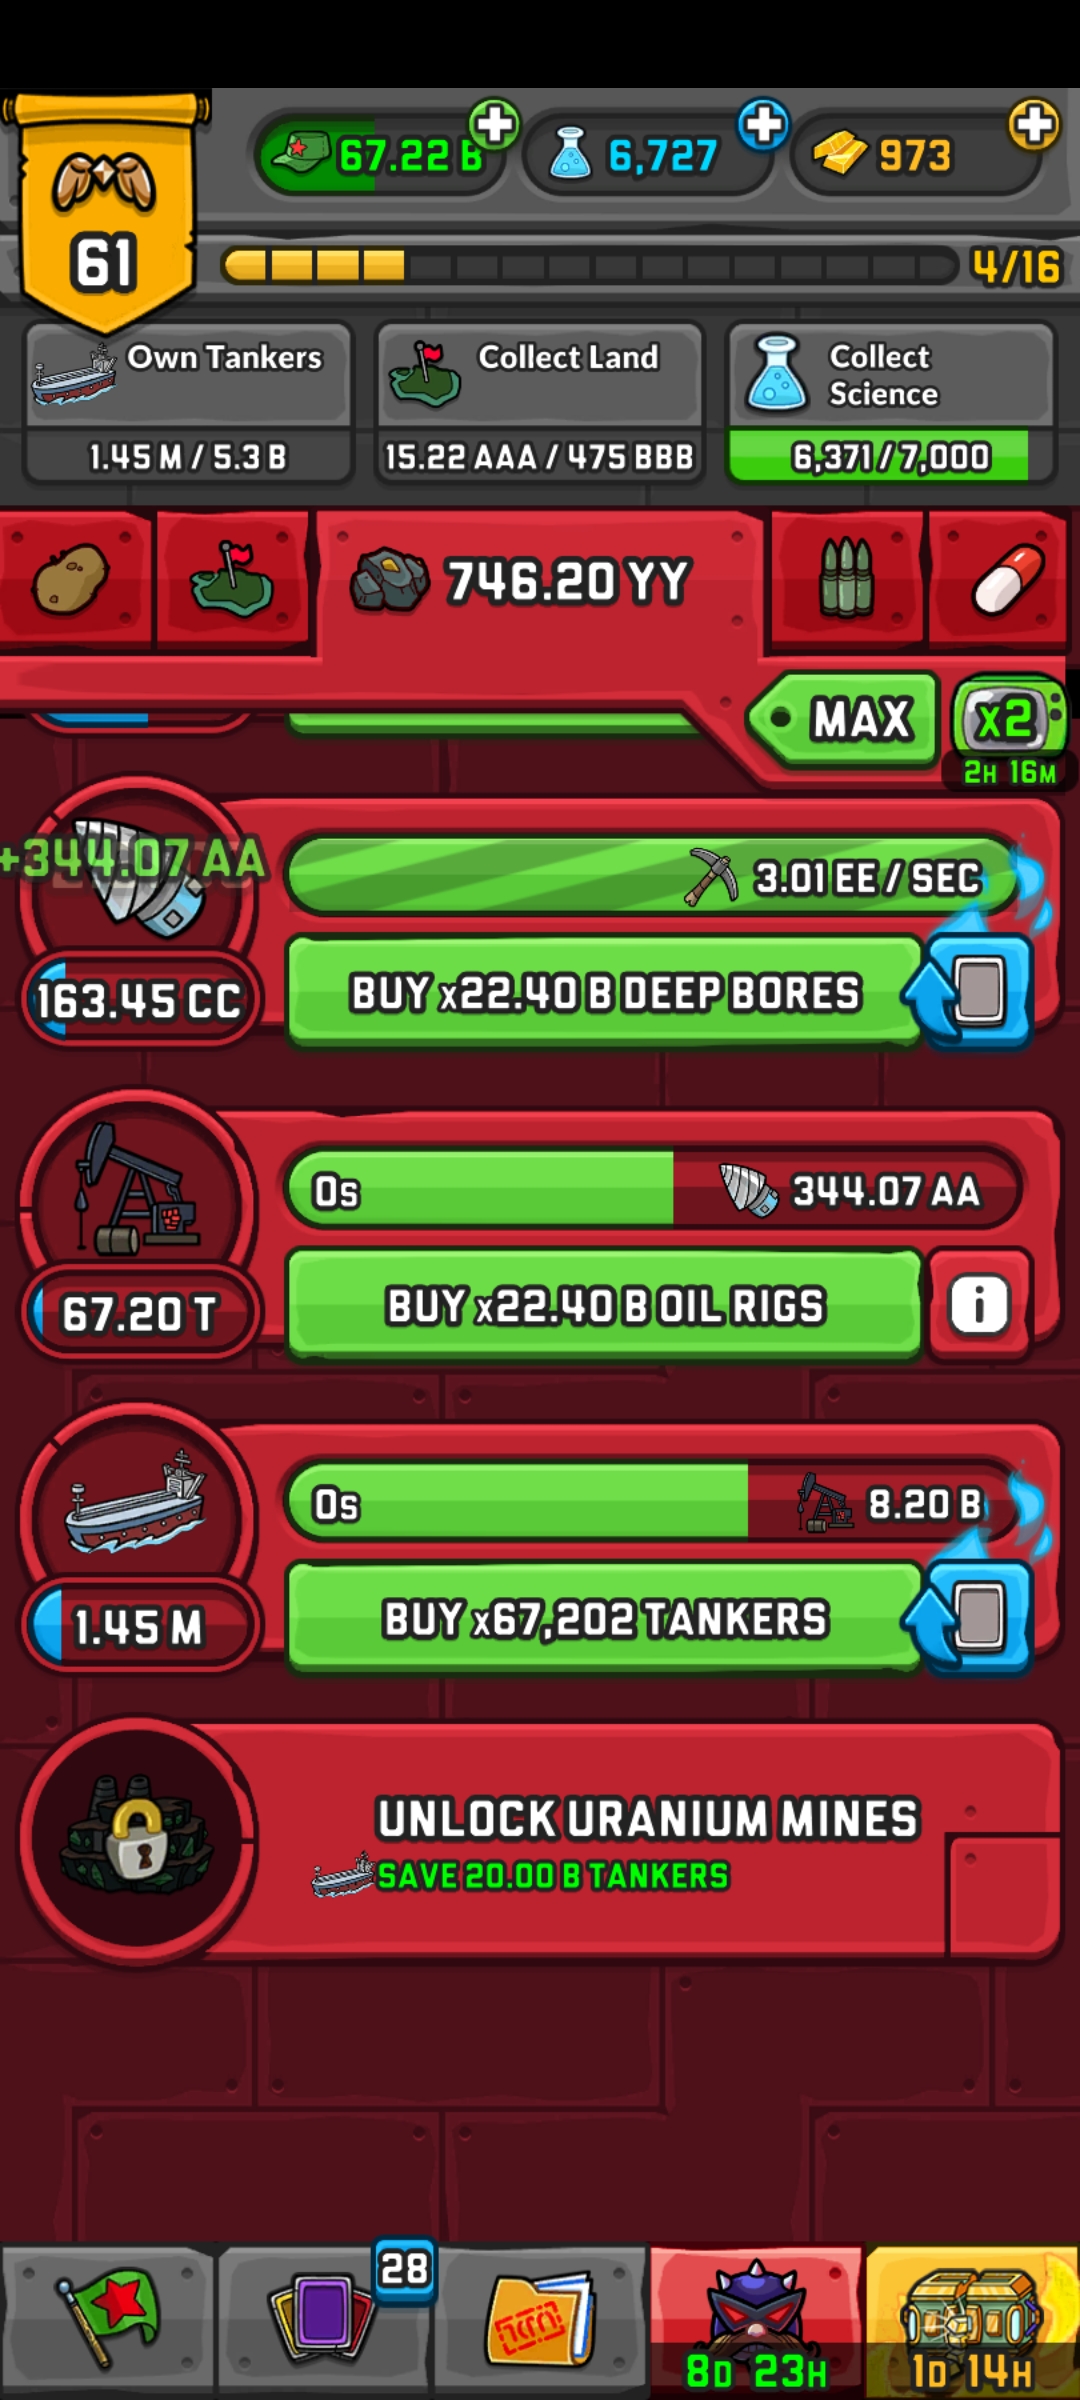 67.22 B
6,727
973
61
4/16
Own Tankers
1.45 M / 5.3 B
Collect Land
15.22 AAA / 475 BBB
Collect
Science
6,371 / 7,000
746.20 YY
MAX
x2
2H 16M
+344.07 AA
3.01 EE / SEC
163.45 CC
BUY x22.40 B DEEP BORES
0s
344.07 AA
67.20 T
BUY x22.40 B OIL RIGS
i
0s
8.20 B
1.45 M
BUY x67,202 TANKERS
UNLOCK URANIUM MINES
SAVE 20.00 B TANKERS
28
8D 23H
1D 14H